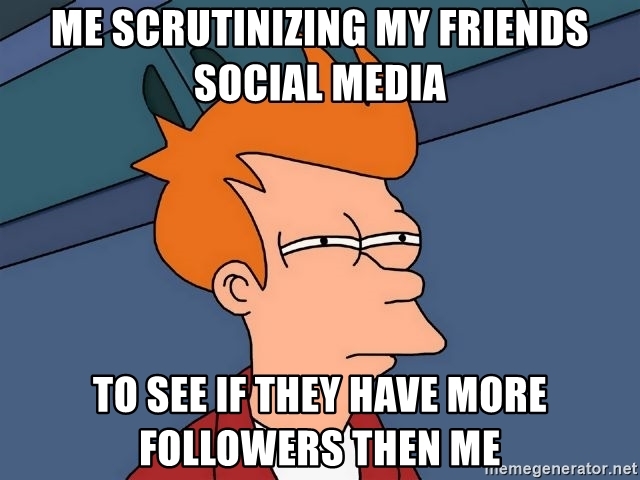 ME SCRUTINIZING MY FRIENDS
SOCIAL MEDIA
TO SEE IF THEY HAVE MORE
FOLLOWERS THEN ME
memegenerator.net